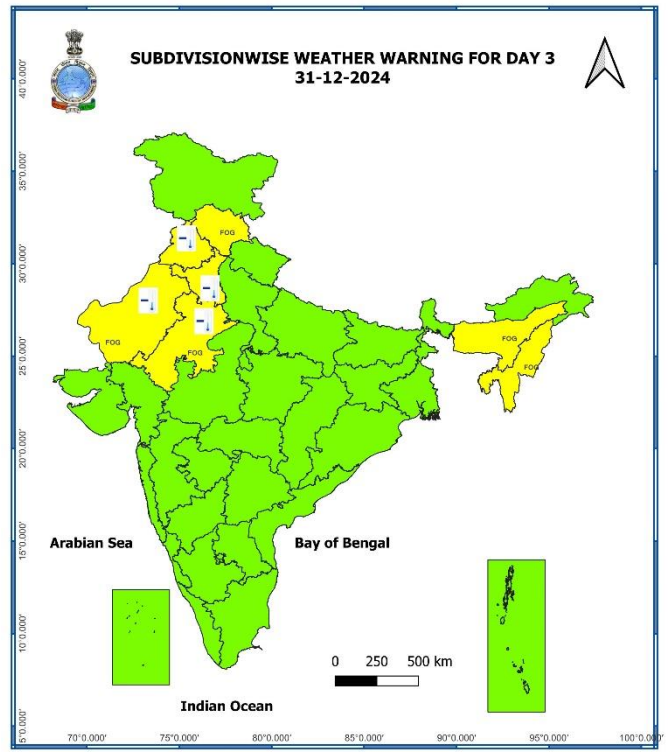 SUBDIVISIONWISE WEATHER WARNING FOR DAY 3
31-12-2024
40°0.000'
35°0.000'
30°0.000'
25°0.000'
20°0.000'
15°0.000'
10°0.000'
5°0.000'
FOG
FOG
FOG
FOG
FOG
Arabian Sea
Bay of Bengal
0 250 500 km
Indian Ocean
70°0.000' 75°0.000' 80°0.000' 85°0.000' 90°0.000' 95°0.000' 100°0.000'